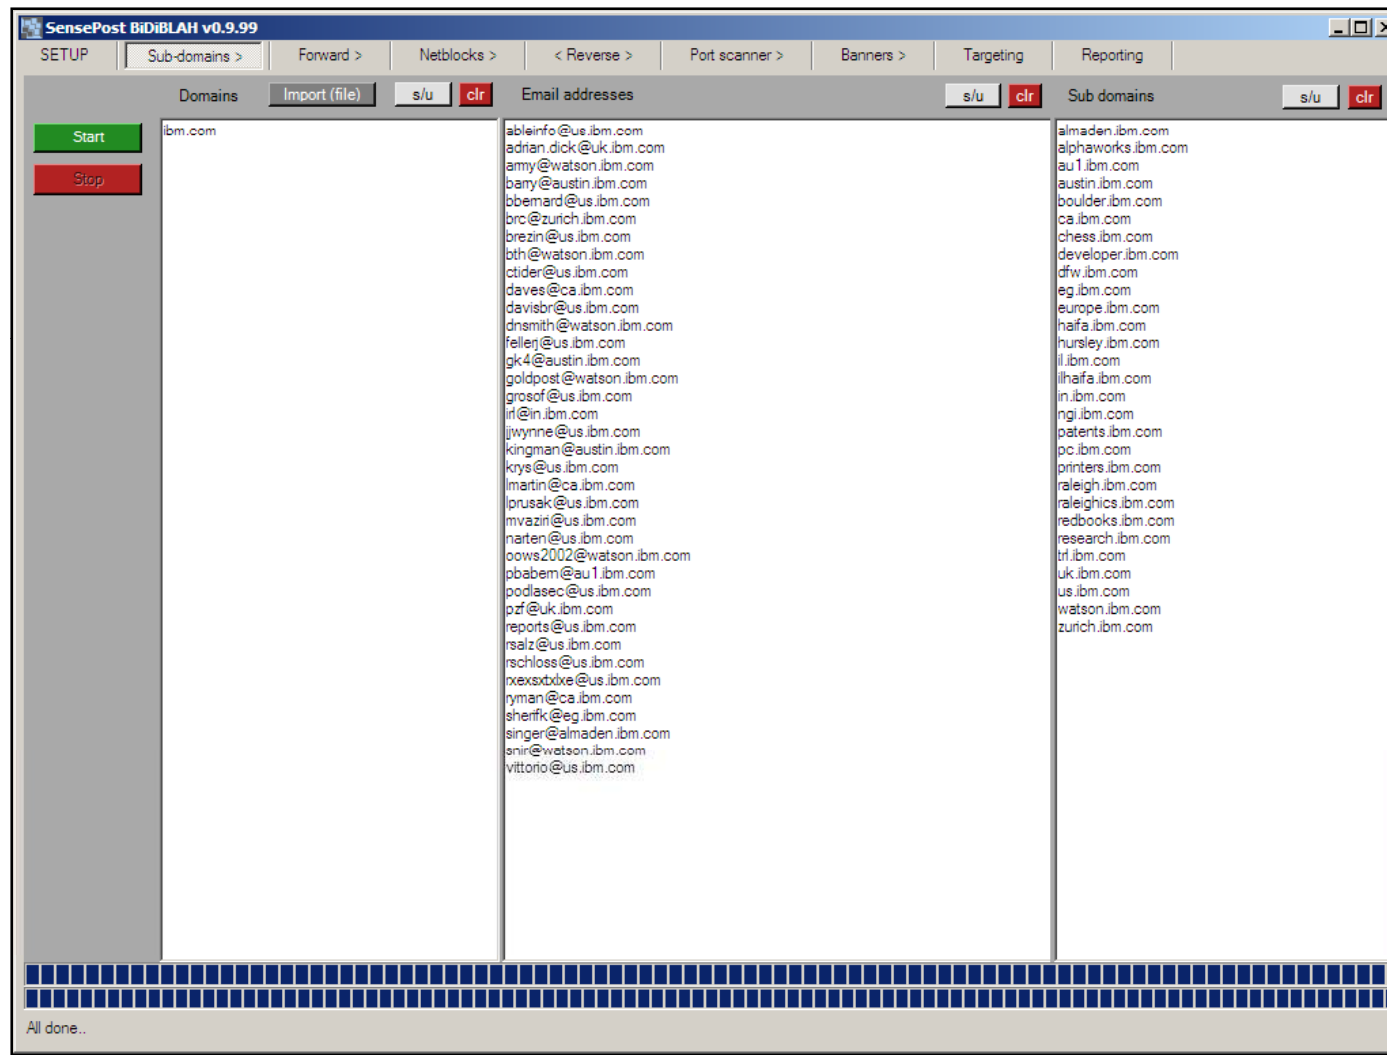 SensePost BiDiBLAH v0.9.99
SETUP Sub-domains > Forward > Netblocks > < Reverse > Port scanner > Banners > Targeting Reporting
Domains Import (file) s/u clr Email addresses s/u clr Sub domains s/u clr
Start
Stop
ibm.com
ableinfo@us.ibm.com
adrian.dick@uk.ibm.com
army@watson.ibm.com
barry@austin.ibm.com
bbernard@us.ibm.com
brc@zurich.ibm.com
brezin@us.ibm.com
bth@watson.ibm.com
ctider@us.ibm.com
daves@ca.ibm.com
davisbr@us.ibm.com
dnsmith@watson.ibm.com
fellerj@us.ibm.com
gk4@austin.ibm.com
goldpost@watson.ibm.com
grosof@us.ibm.com
irl@in.ibm.com
jjwynne@us.ibm.com
kingman@austin.ibm.com
krys@us.ibm.com
lmartin@ca.ibm.com
lprusak@us.ibm.com
mvaziri@us.ibm.com
narten@us.ibm.com
oows2002@watson.ibm.com
pbabern@au1.ibm.com
podlasec@us.ibm.com
pzf@uk.ibm.com
reports@us.ibm.com
rsalz@us.ibm.com
rschloss@us.ibm.com
rxexsxtxlxe@us.ibm.com
ryman@ca.ibm.com
sherifk@eg.ibm.com
singer@almaden.ibm.com
snir@watson.ibm.com
vittorio@us.ibm.com
almaden.ibm.com
alphaworks.ibm.com
au1.ibm.com
austin.ibm.com
boulder.ibm.com
ca.ibm.com
chess.ibm.com
developer.ibm.com
dfw.ibm.com
eg.ibm.com
europe.ibm.com
haifa.ibm.com
hursley.ibm.com
il.ibm.com
ilhaifa.ibm.com
in.ibm.com
ngi.ibm.com
patents.ibm.com
pc.ibm.com
printers.ibm.com
raleigh.ibm.com
raleighics.ibm.com
redbooks.ibm.com
research.ibm.com
trl.ibm.com
uk.ibm.com
us.ibm.com
watson.ibm.com
zurich.ibm.com
All done..